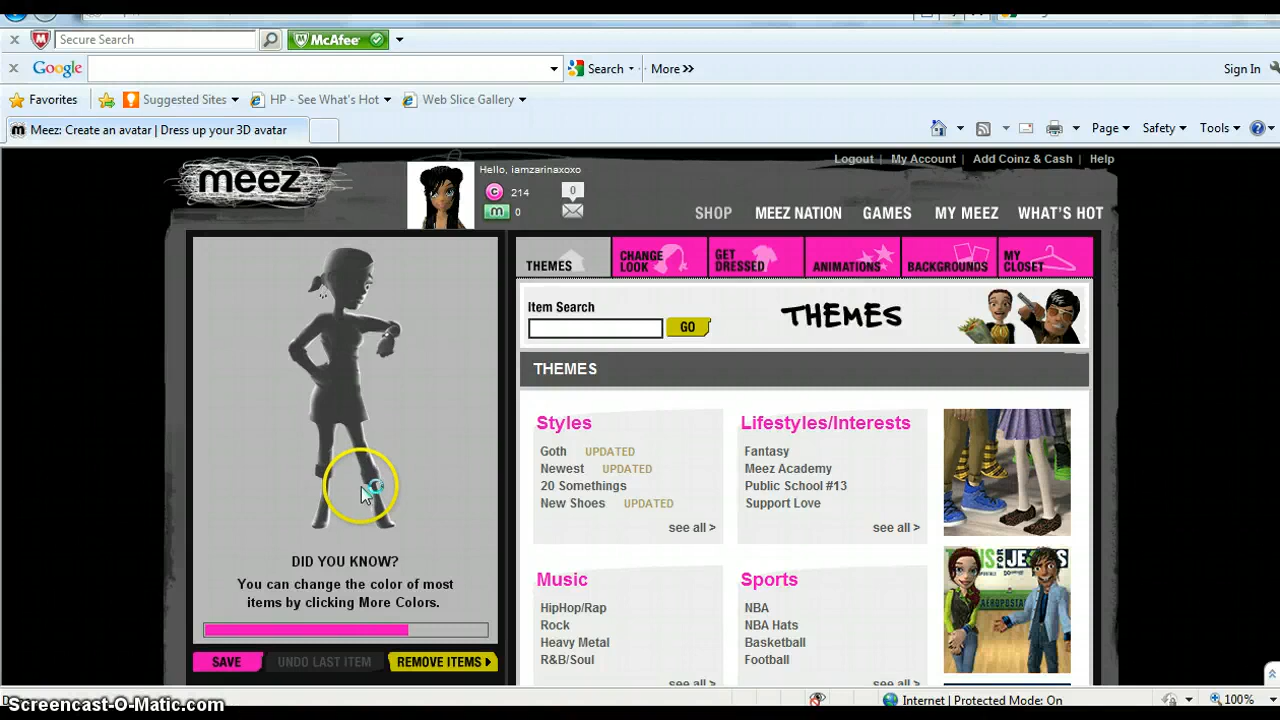 Secure Search
McAfee
Google
Search
More >>
Sign In
Favorites
Suggested Sites
HP - See What's Hot
Web Slice Gallery
Meez: Create an avatar | Dress up your 3D avatar
Page
Safety
Tools
meez
Hello, iamzarinaxoxo
C 214
0
m 0
Logout | My Account | Add Coinz & Cash | Help
SHOP
MEEZ NATION
GAMES
MY MEEZ
WHAT'S HOT
THEMES
CHANGE LOOK
GET DRESSED
ANIMATIONS
BACKGROUNDS
MY CLOSET
Item Search
GO
THEMES
THEMES
Styles
Goth UPDATED
Newest UPDATED
20 Somethings
New Shoes UPDATED
see all >
Lifestyles/Interests
Fantasy
Meez Academy
Public School #13
Support Love
see all >
Music
HipHop/Rap
Rock
Heavy Metal
R&B/Soul
see all >
Sports
NBA
NBA Hats
Basketball
Football
see all >
AEROPOSTA
DID YOU KNOW?
You can change the color of most
items by clicking More Colors.
SAVE
UNDO LAST ITEM
REMOVE ITEMS
Screencast-O-Matic.com
Internet | Protected Mode: On
100%